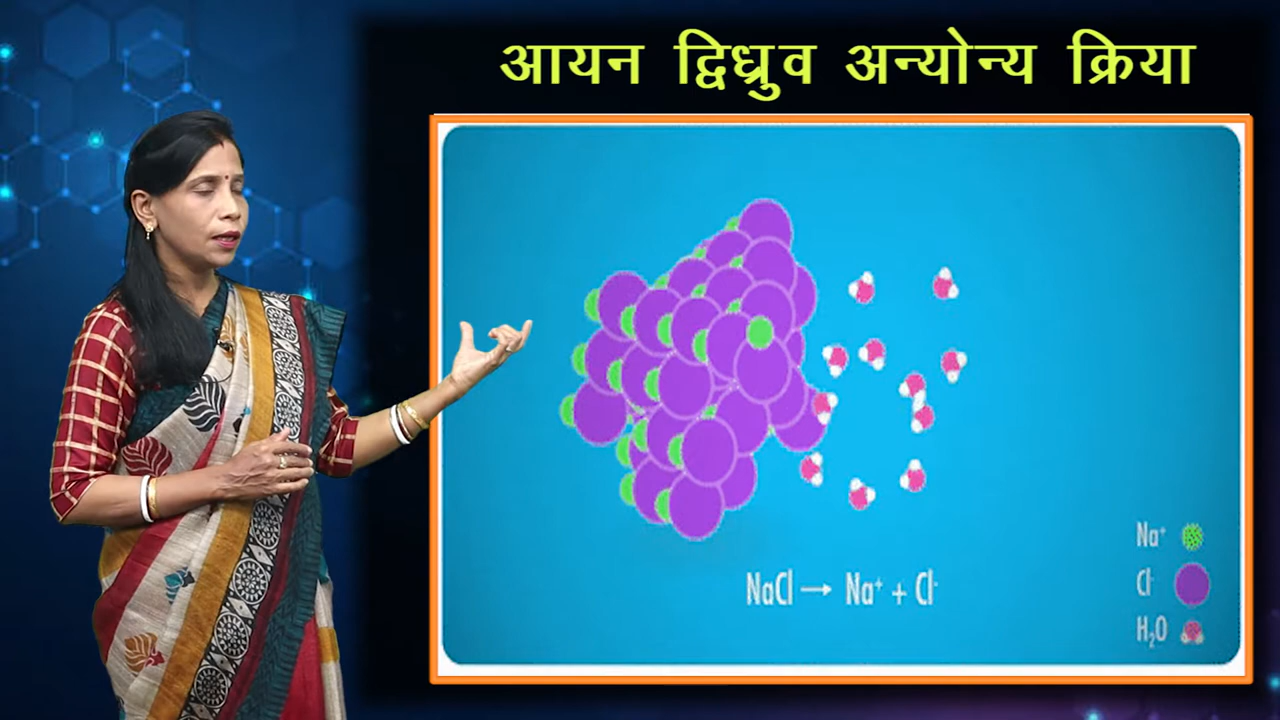 आयन द्विध्रुव अन्योन्य क्रिया
NaCl → Na⁺ + Cl⁻
Na⁺
Cl⁻
H₂O